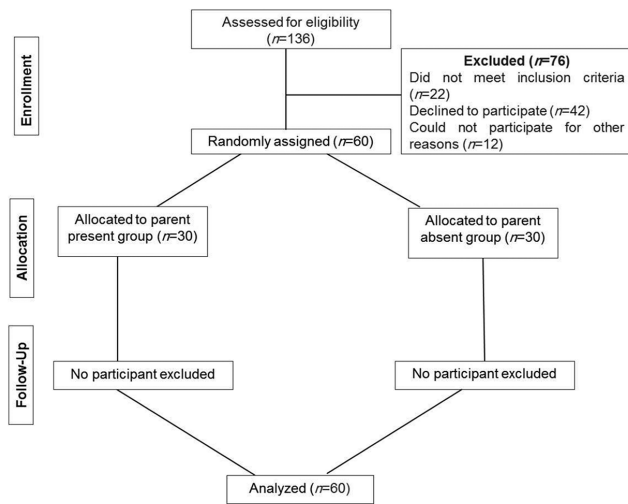 Assessed for eligibility
(n=136)
Enrollment
Excluded (n=76)
Did not meet inclusion criteria
(n=22)
Declined to participate (n=42)
Could not participate for other
reasons (n=12)
Randomly assigned (n=60)
Allocation
Allocated to parent
present group (n=30)
Allocated to parent
absent group (n=30)
Follow-Up
No participant excluded
No participant excluded
Analyzed (n=60)